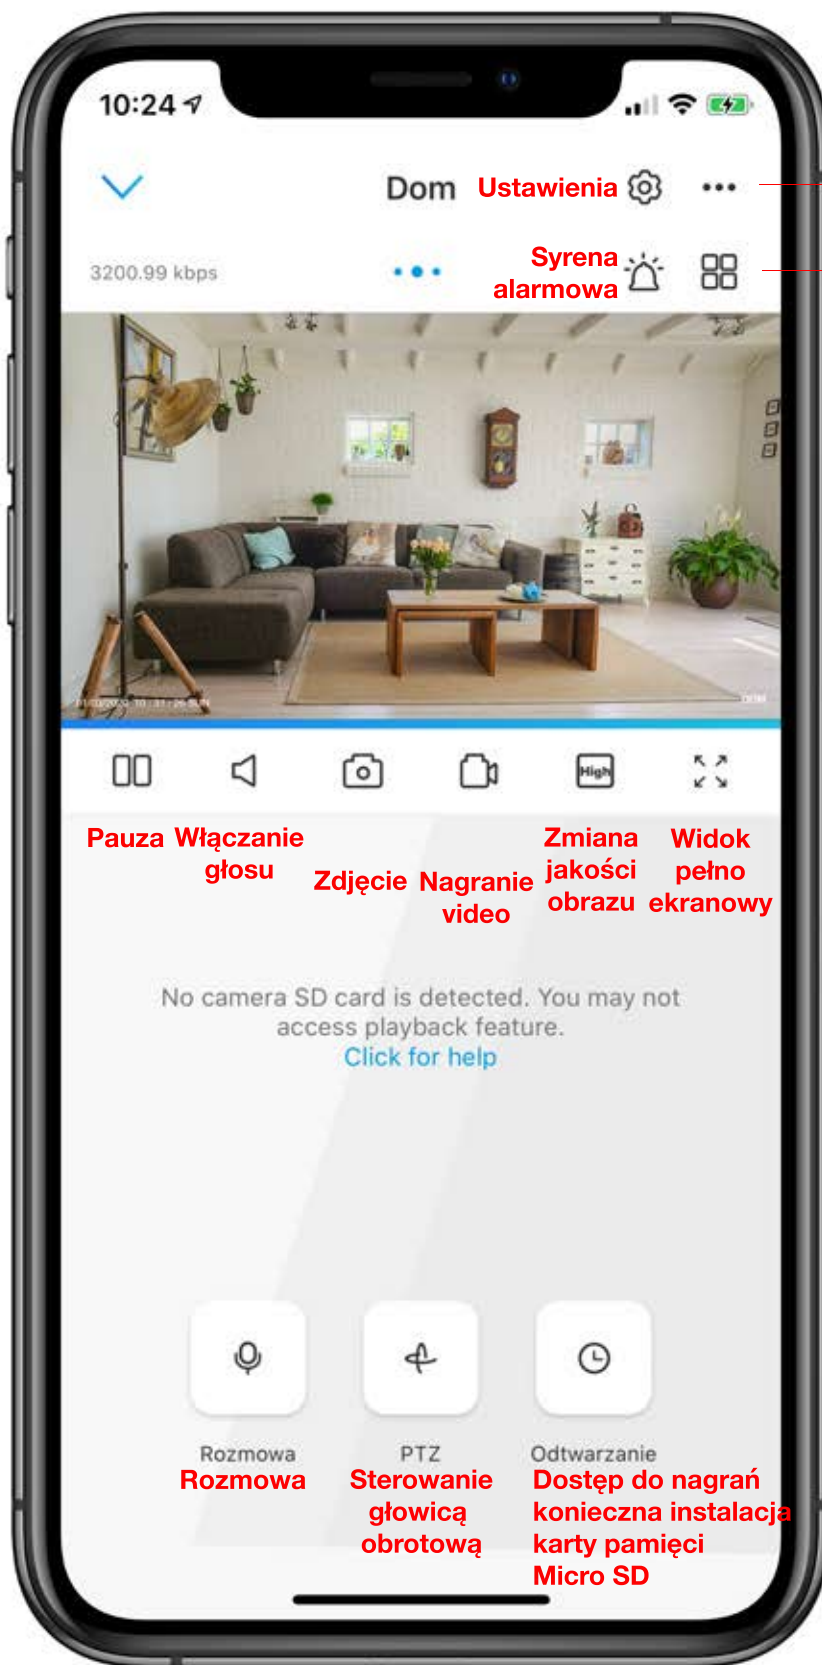 10:24
Dom Ustawienia
3200.99 kbps
Syrena
alarmowa
High
Pauza Włączanie
głosu
Zdjęcie
Nagranie
video
Zmiana
jakości
obrazu
Widok
pełno
ekranowy
No camera SD card is detected. You may not
access playback feature.
Click for help
Rozmowa
Rozmowa
PTZ
Sterowanie
głowicą
obrotową
Odtwarzanie
Dostęp do nagrań
konieczna instalacja
karty pamięci
Micro SD